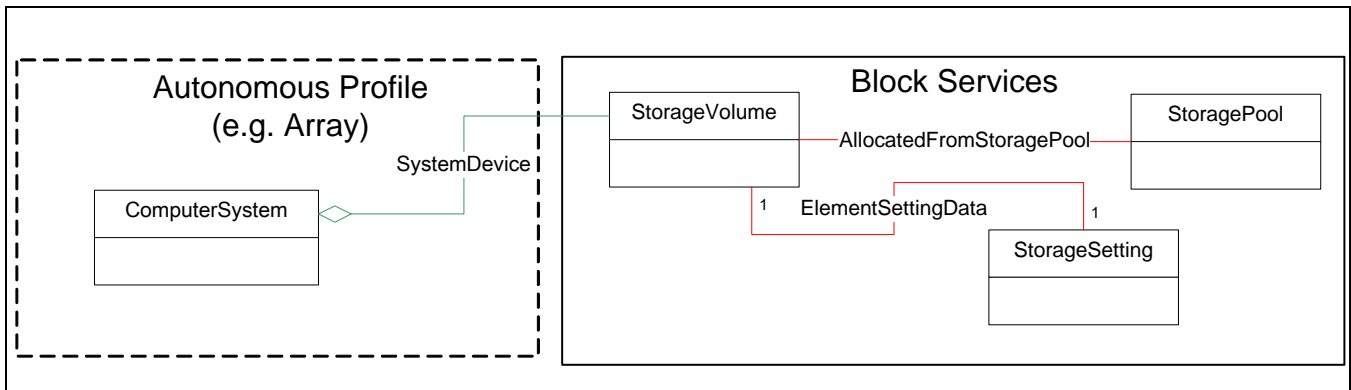 Autonomous Profile
(e.g. Array)
SystemDevice
ComputerSystem
Block Services
StorageVolume
StoragePool
AllocatedFromStoragePool
1
ElementSettingData
1
StorageSetting